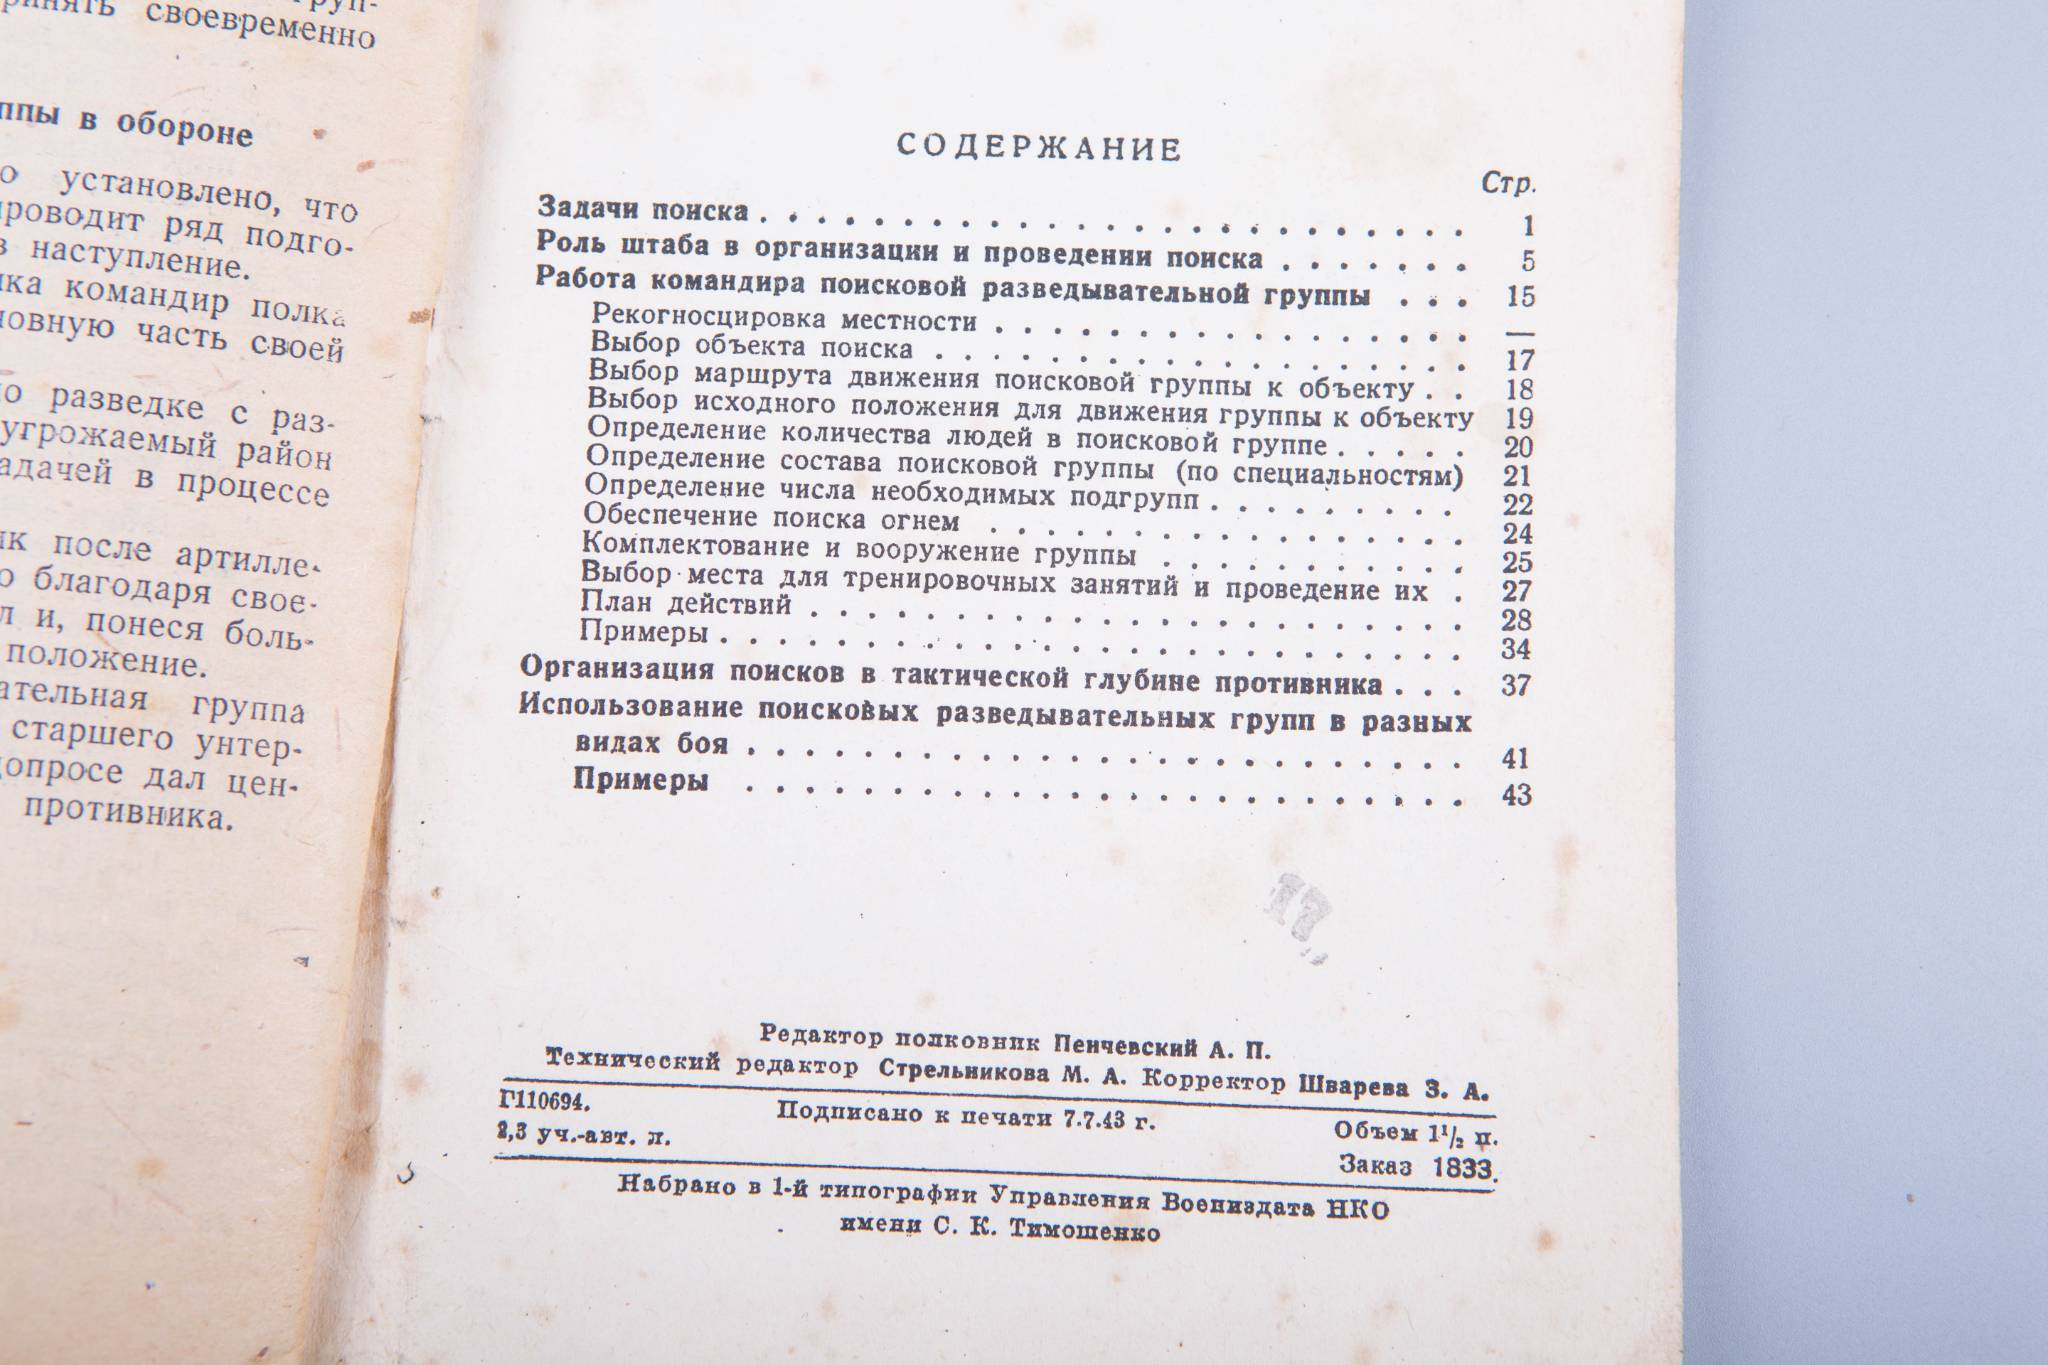 своевременно
в обороне
установлено, что
проводит ряд подго-
в наступление.
командир полка
часть своей
разведке с раз-
угрожаемый район
в процессе
после артилле-
благодаря свое-
и, понеся боль-
положение.
группа
старшего унтер-
дал цен-
противника.
СОДЕРЖАНИЕ
Стр.
Задачи поиска . . . . . . . . . . . . . . . . . . . . . . . . . 1
Роль штаба в организации и проведении поиска . . . . . . . 5
Работа командира поисковой разведывательной группы . . . 15
Рекогносцировка местности . . . . . . . . . . . . . . . . . —
Выбор объекта поиска . . . . . . . . . . . . . . . . . . . 17
Выбор маршрута движения поисковой группы к объекту . . 18
Выбор исходного положения для движения группы к объекту 19
Определение количества людей в поисковой группе . . . . . 20
Определение состава поисковой группы (по специальностям) 21
Определение числа необходимых подгрупп . . . . . . . . . 22
Обеспечение поиска огнем . . . . . . . . . . . . . . . . . 24
Комплектование и вооружение группы . . . . . . . . . . . 25
Выбор места для тренировочных занятий и проведение их . 27
План действий . . . . . . . . . . . . . . . . . . . . . . . 28
Примеры . . . . . . . . . . . . . . . . . . . . . . . . . . 34
Организация поисков в тактической глубине противника . . . 37
Использование поисковых разведывательных групп в разных
видах боя . . . . . . . . . . . . . . . . . . . . . . . . . 41
Примеры . . . . . . . . . . . . . . . . . . . . . . . . . 43
17
Редактор полковник Пенчевский А. П.
Технический редактор Стрельникова М. А. Корректор Шварева З. А.
Г110694. Подписано к печати 7.7.43 г. Объем 1½ п.
2,3 уч.-авт. л. Заказ 1833.
Набрано в 1-й типографии Управления Воениздата НКО
имени С. К. Тимошенко